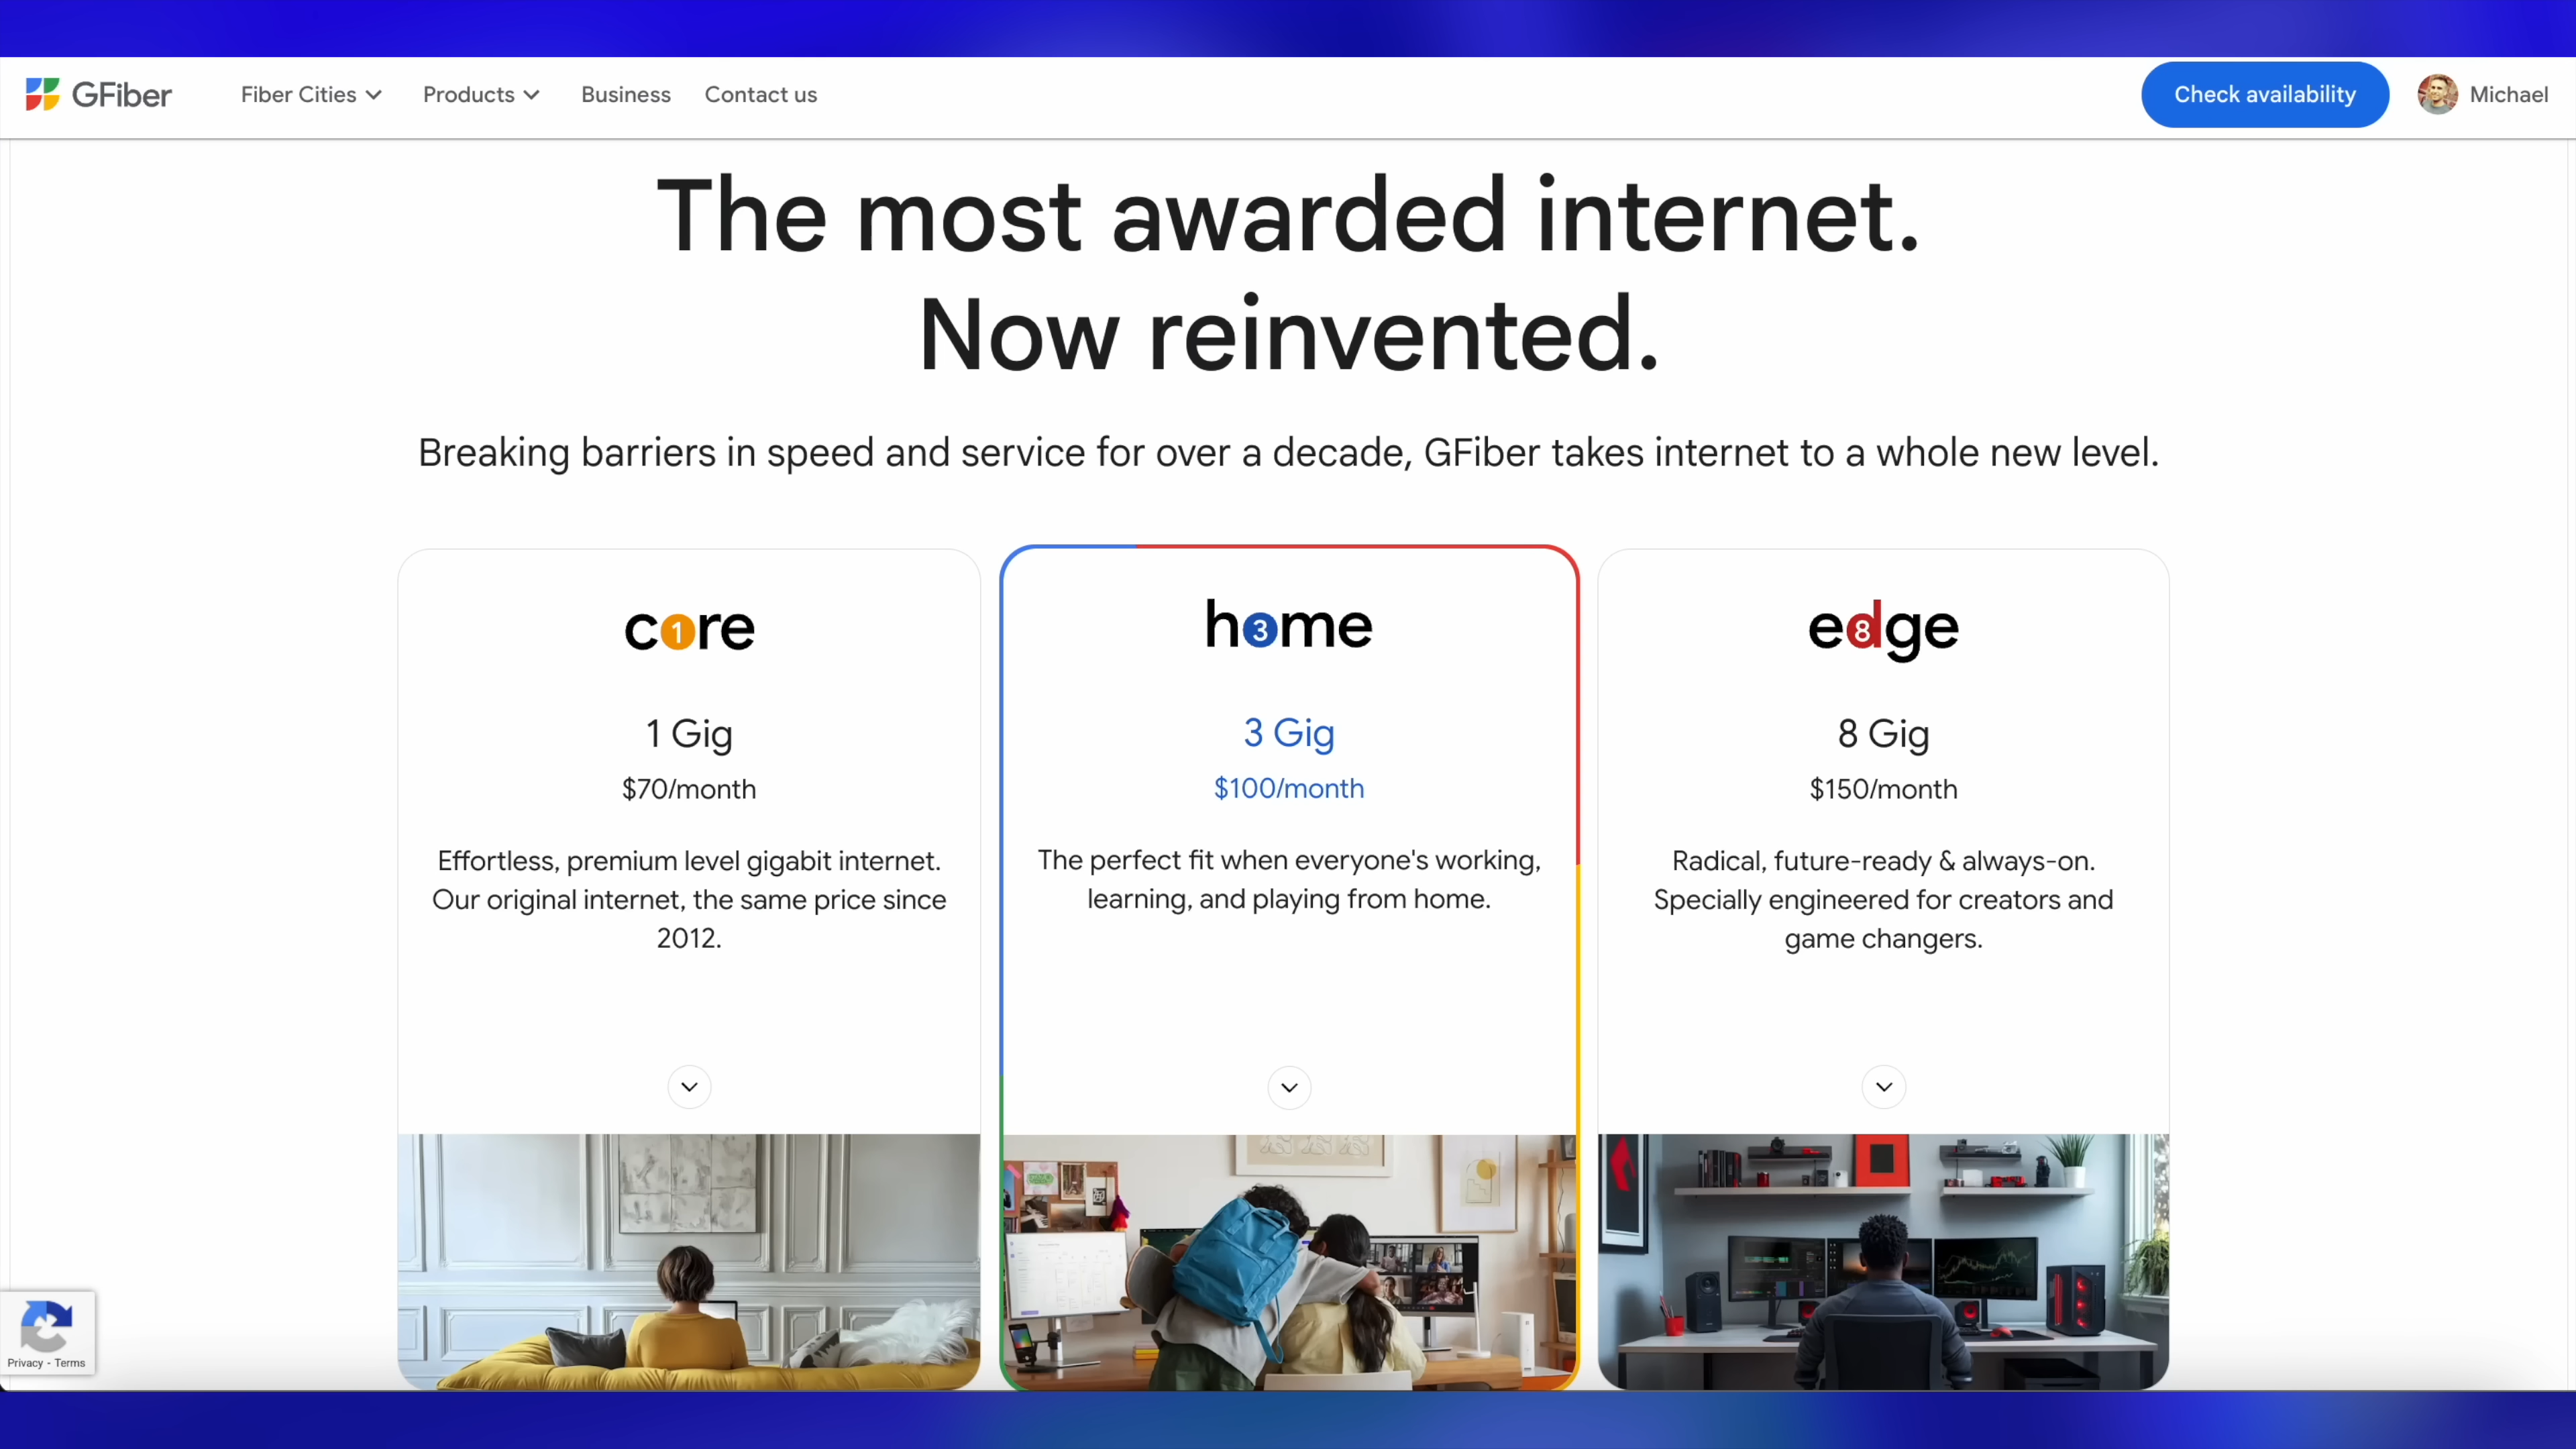 GFiber
Fiber Cities
Products
Business
Contact us
Check availability
Michael
The most awarded internet.
Now reinvented.
Breaking barriers in speed and service for over a decade, GFiber takes internet to a whole new level.
c1re
1 Gig
$70/month
Effortless, premium level gigabit internet.
Our original internet, the same price since
2012.
h3me
3 Gig
$100/month
The perfect fit when everyone's working,
learning, and playing from home.
e8ge
8 Gig
$150/month
Radical, future-ready & always-on.
Specially engineered for creators and
game changers.
Privacy - Terms